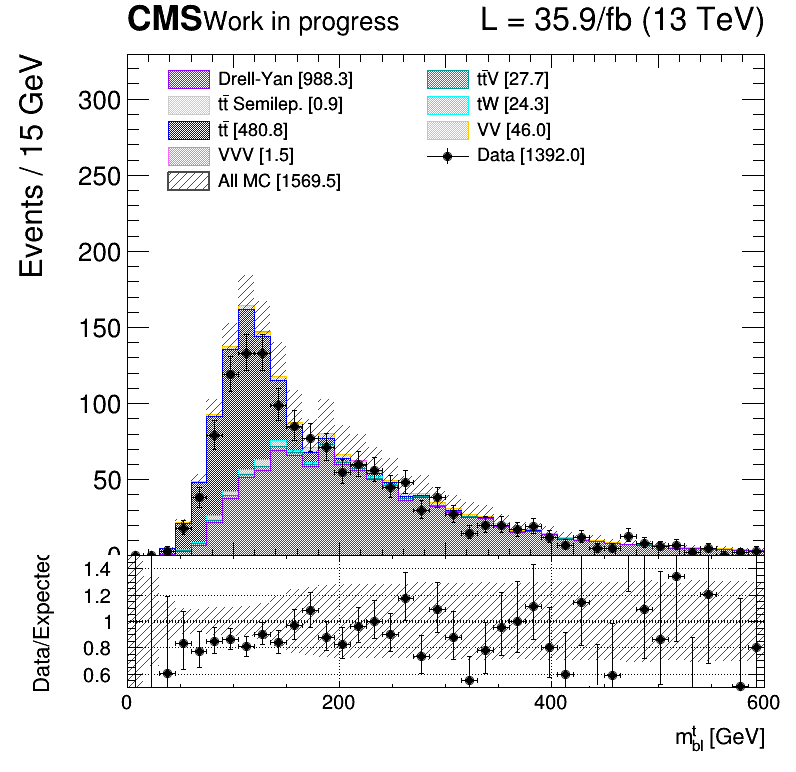 CMS Work in progress L = 35.9/fb (13 TeV)
Events / 15 GeV
Drell-Yan [988.3]
tt̄ Semilep. [0.9]
tt̄ [480.8]
VVV [1.5]
All MC [1569.5]
tt̄V [27.7]
tW [24.3]
VV [46.0]
Data [1392.0]
300
250
200
150
100
50
0
Data/Expected
1.4
1.2
1
0.8
0.6
0 200 400 600
m^t_bl [GeV]